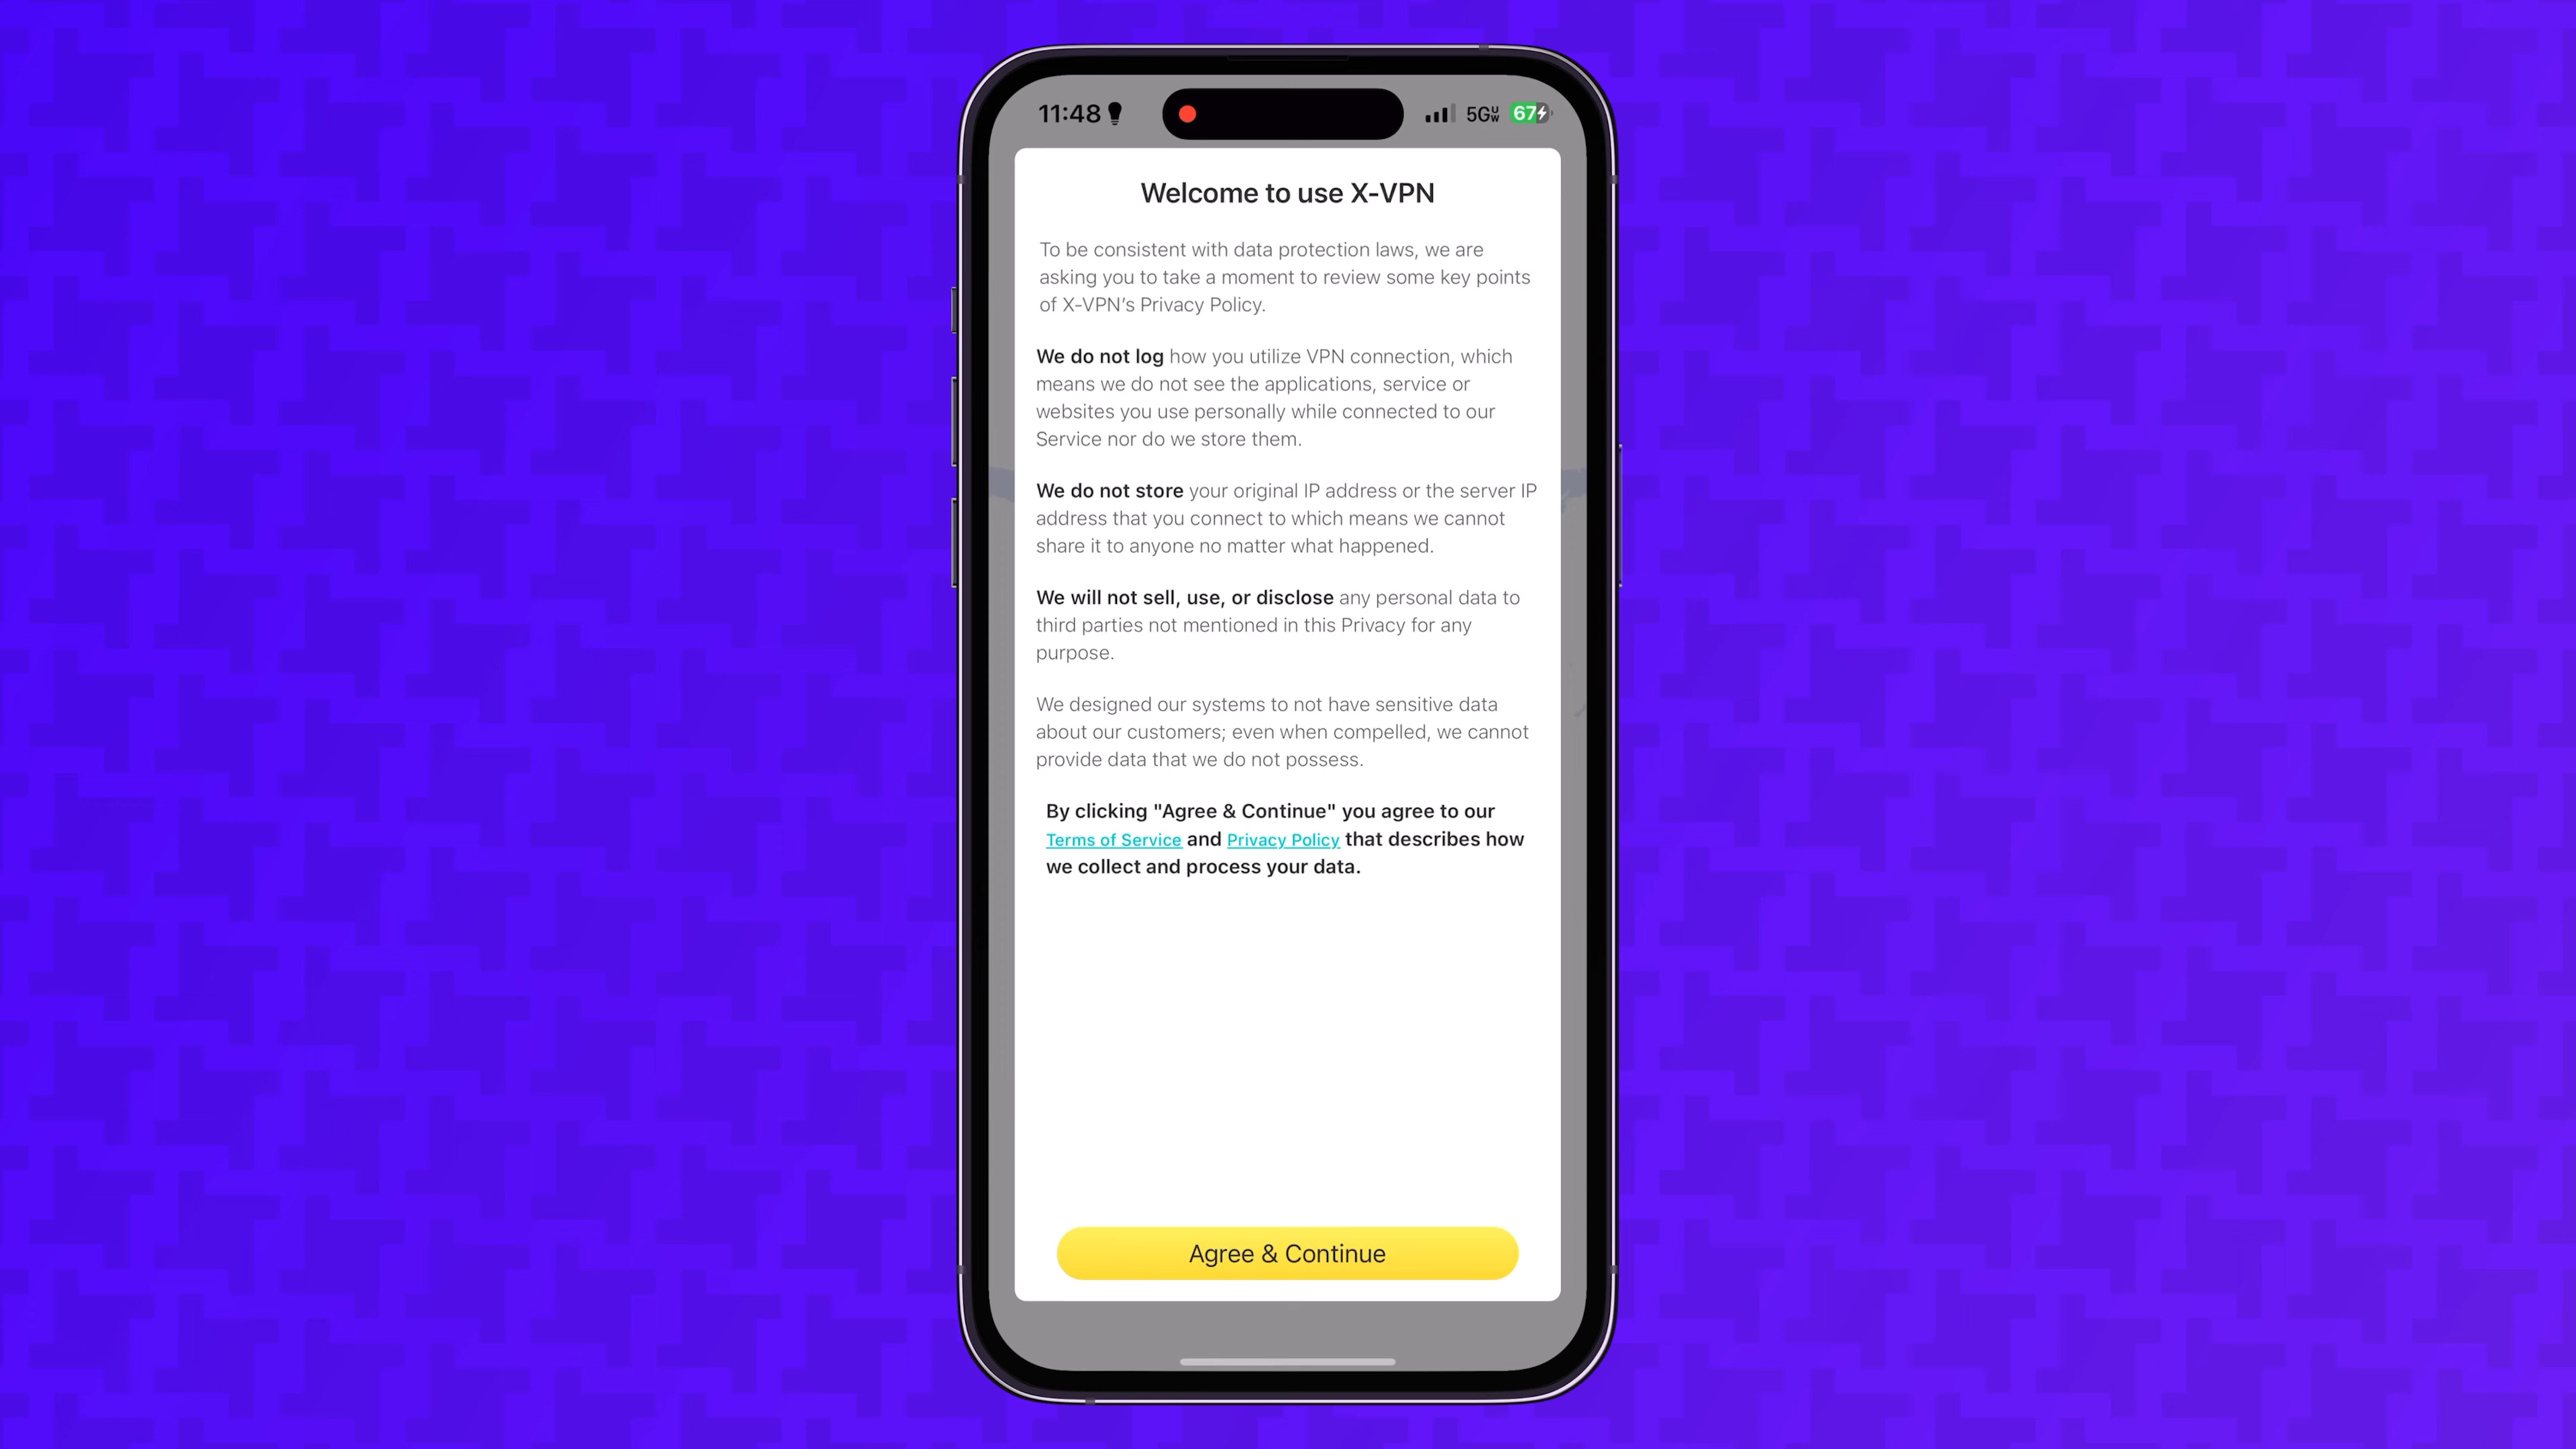 11:48
5GUW
67
Welcome to use X-VPN
To be consistent with data protection laws, we are
asking you to take a moment to review some key points
of X-VPN’s Privacy Policy.
We do not log how you utilize VPN connection, which
means we do not see the applications, service or
websites you use personally while connected to our
Service nor do we store them.
We do not store your original IP address or the server IP
address that you connect to which means we cannot
share it to anyone no matter what happened.
We will not sell, use, or disclose any personal data to
third parties not mentioned in this Privacy for any
purpose.
We designed our systems to not have sensitive data
about our customers; even when compelled, we cannot
provide data that we do not possess.
By clicking "Agree & Continue" you agree to our
Terms of Service and Privacy Policy that describes how
we collect and process your data.
Agree & Continue